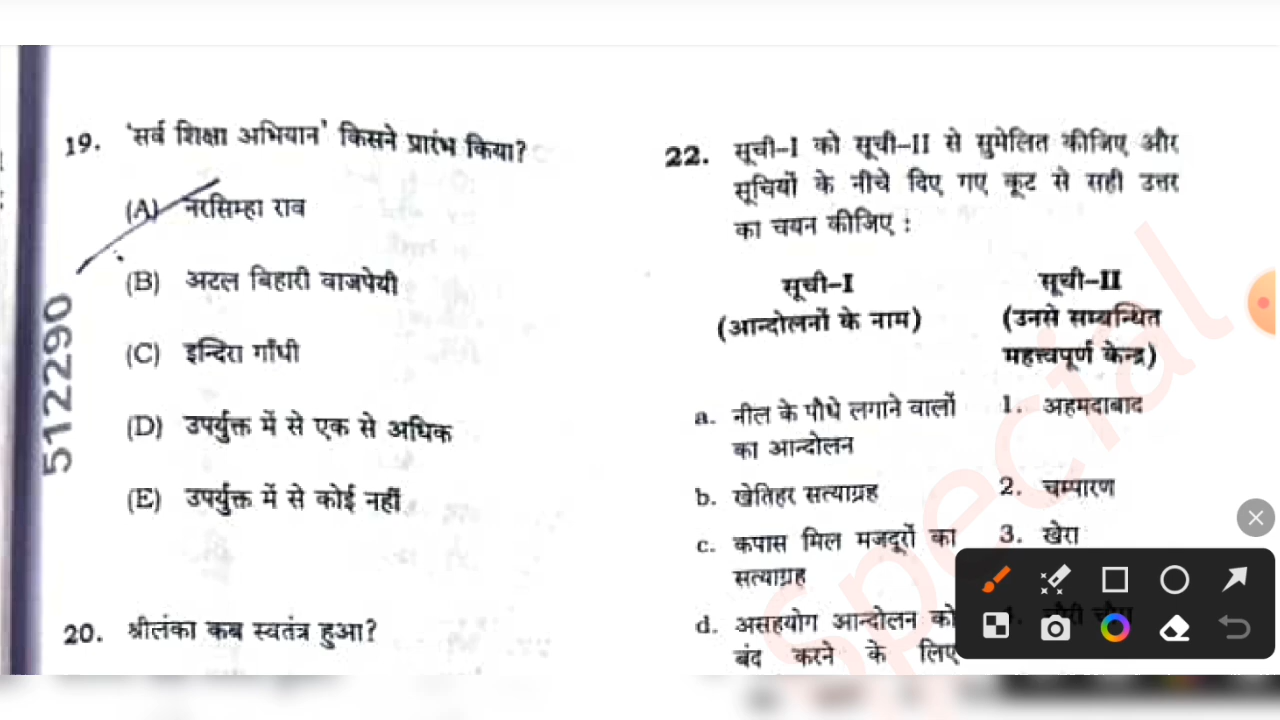 19. 'सर्व शिक्षा अभियान' किसने प्रारंभ किया?
(A) नरसिम्हा राव
(B) अटल बिहारी वाजपेयी
(C) इन्दिरा गाँधी
(D) उपर्युक्त में से एक से अधिक
(E) उपर्युक्त में से कोई नहीं
20. श्रीलंका कब स्वतंत्र हुआ?
512290
22. सूची-I को सूची-II से सुमेलित कीजिए और
सूचियों के नीचे दिए गए कूट से सही उत्तर
का चयन कीजिए :
सूची-I सूची-II
(आन्दोलनों के नाम) (उनसे सम्बन्धित
महत्त्वपूर्ण केन्द्र)
a. नील के पौधे लगाने वालों 1. अहमदाबाद
का आन्दोलन
b. खेतिहर सत्याग्रह 2. चम्पारण
c. कपास मिल मजदूरों का 3. खेरा
सत्याग्रह
d. असहयोग आन्दोलन को 4. चौरी चौरा
बंद करने के लिए
Special